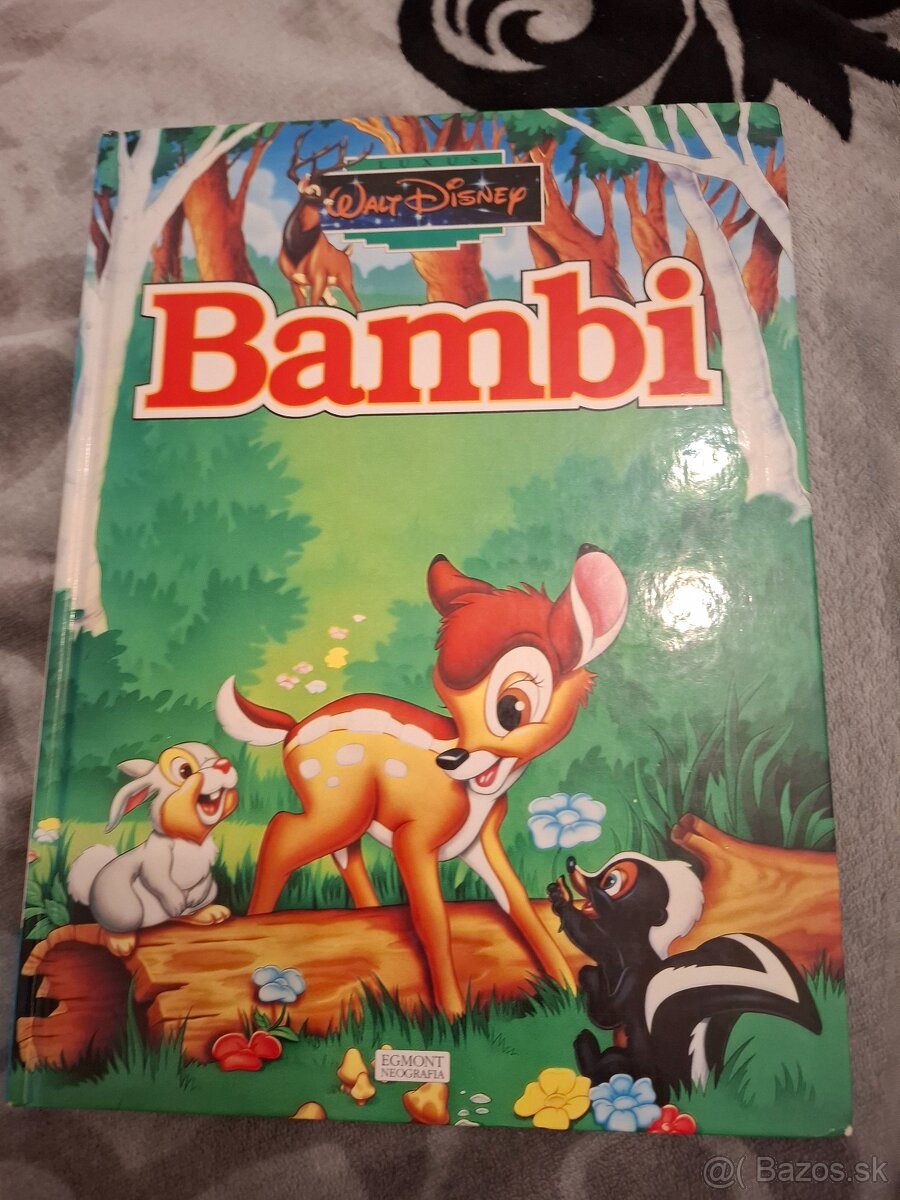 LUXUS
WALT DISNEY
Bambi
EGMONT
NEOGRAFIA
@( Bazos.sk